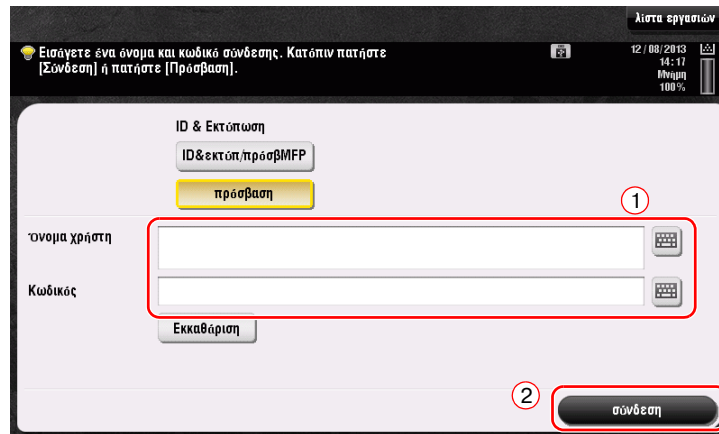 λίστα εργασιών
Εισάγετε ένα όνομα και κωδικό σύνδεσης. Κατόπιν πατήστε
[Σύνδεση] ή πατήστε [Πρόσβαση].
12/08/2013
14:17
Μνήμη
100%
ID & Εκτύπωση
ID&εκτύπ/πρόσβMFP
πρόσβαση
1
Όνομα χρήστη
Κωδικός
Εκκαθάριση
2
σύνδεση